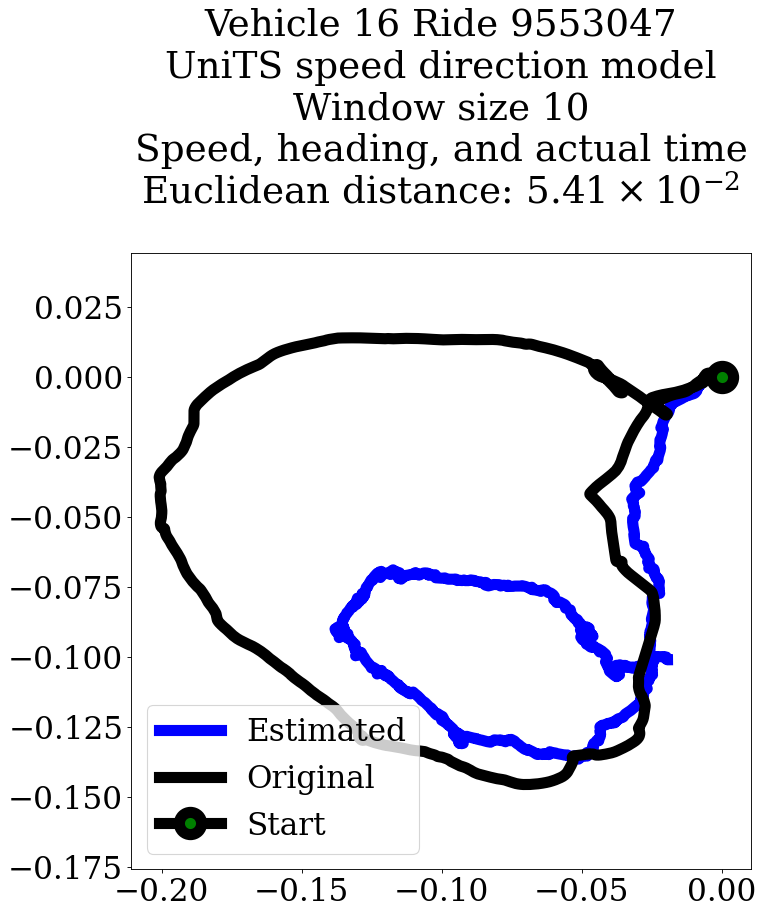 Vehicle 16 Ride 9553047
UniTS speed direction model
Window size 10
Speed, heading, and actual time
Euclidean distance: 5.41 × 10⁻²
0.025
0.000
−0.025
−0.050
−0.075
−0.100
−0.125
−0.150
−0.175
Estimated
Original
Start
−0.20 −0.15 −0.10 −0.05 0.00